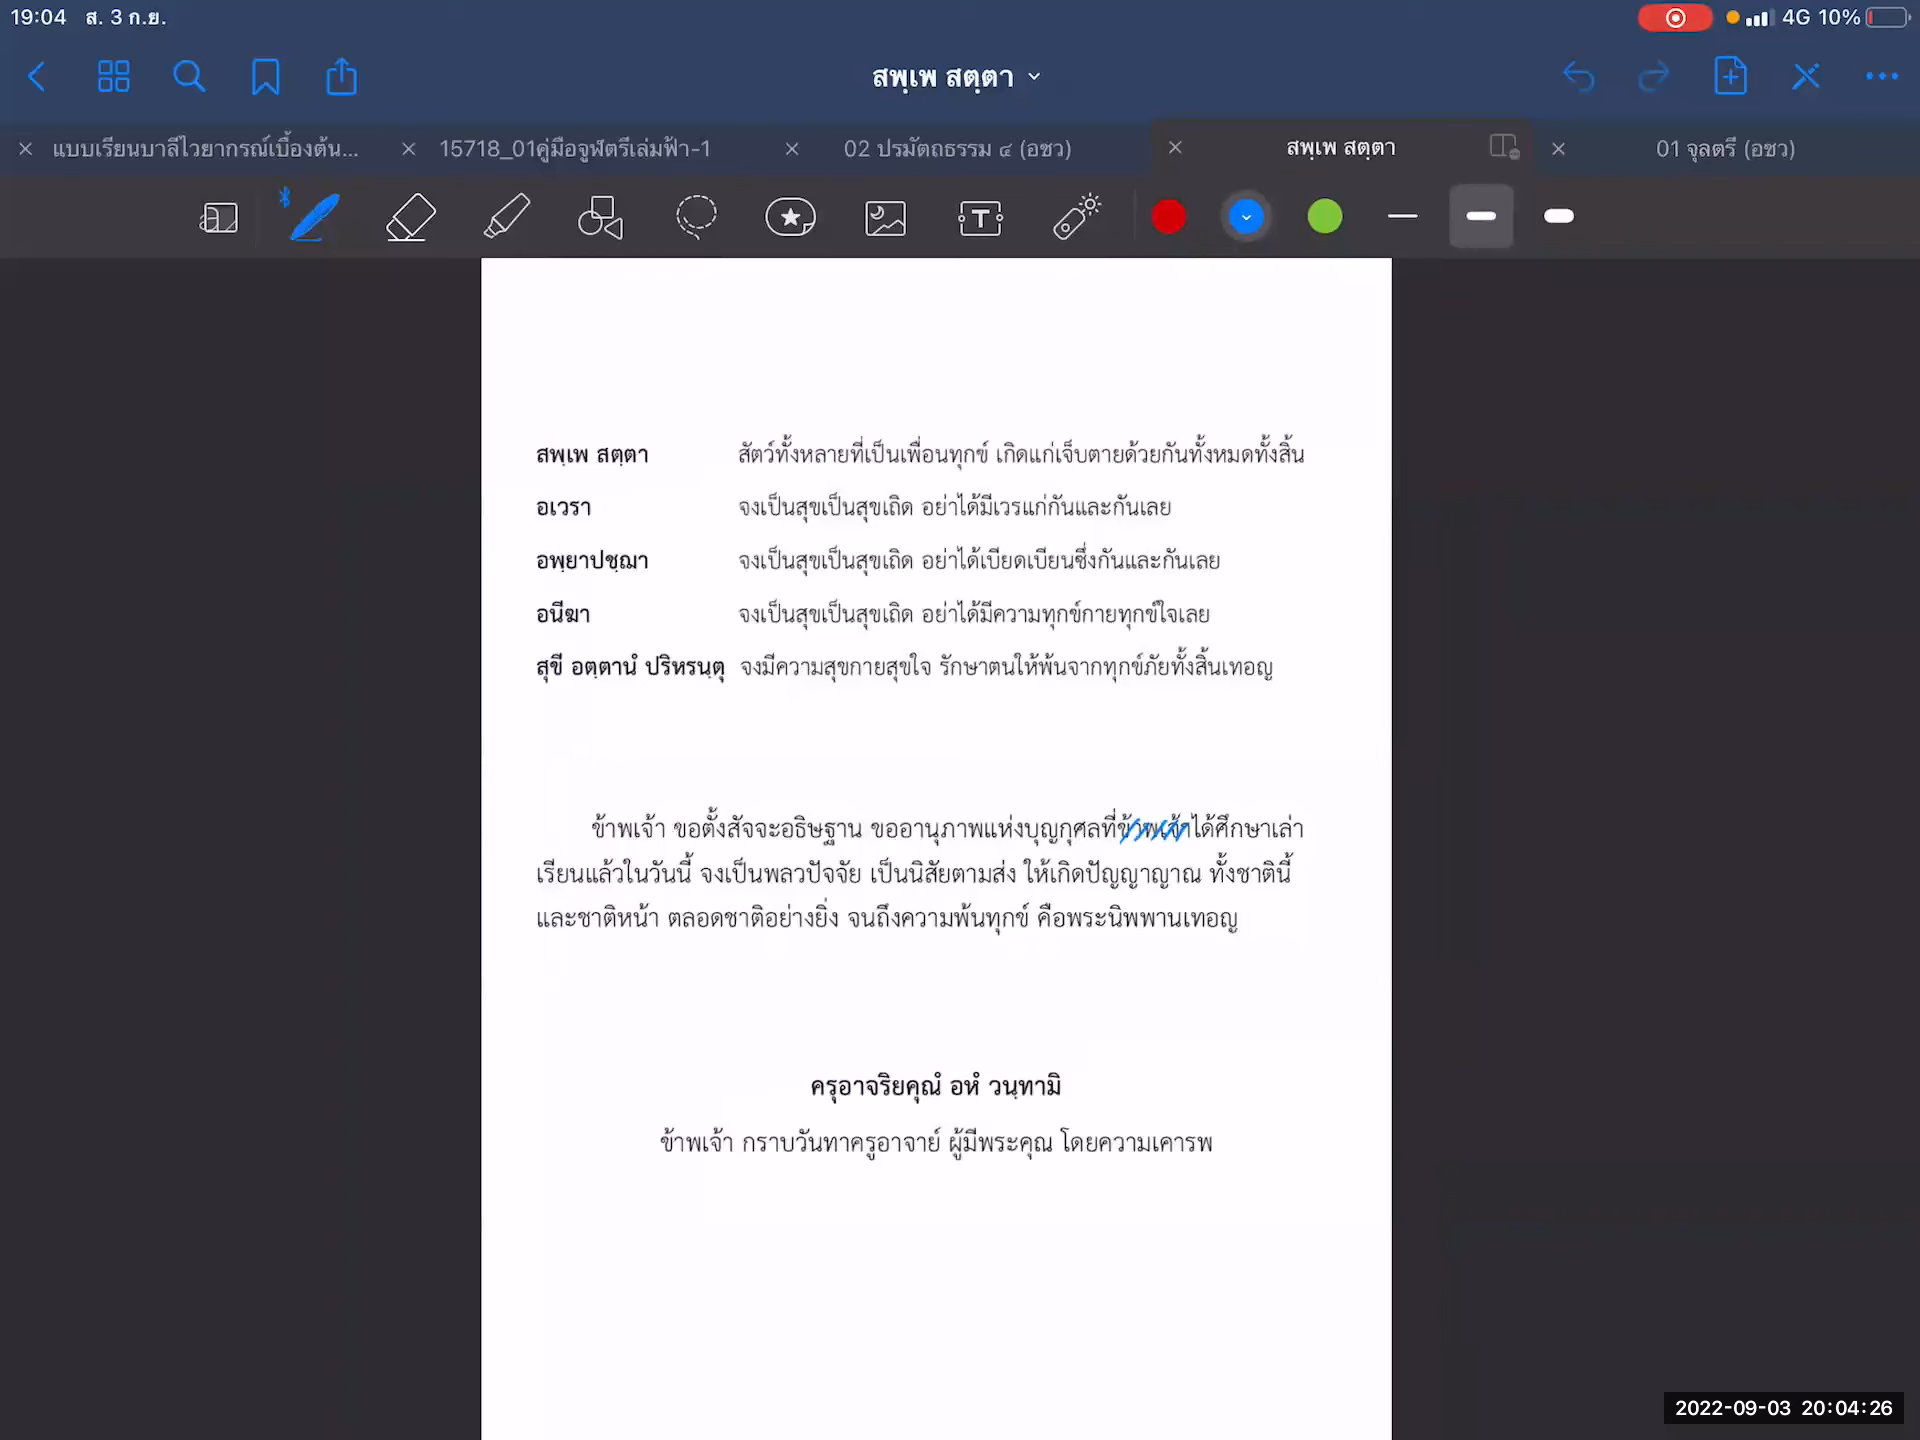 19:04 ส. 3 ก.ย. 4G 10%
สพฺเพ สตฺตา
แบบเรียนบาลีไวยากรณ์เบื้องต้น... 15718_01คู่มือจูฬตรีเล่มฟ้า-1 02 ปรมัตถธรรม ๔ (อชว) สพฺเพ สตฺตา 01 จุลตรี (อชว)
สพฺเพ สตฺตา สัตว์ทั้งหลายที่เป็นเพื่อนทุกข์ เกิดแก่เจ็บตายด้วยกันทั้งหมดทั้งสิ้น
อเวรา จงเป็นสุขเป็นสุขเถิด อย่าได้มีเวรแก่กันและกันเลย
อพฺยาปชฺฌา จงเป็นสุขเป็นสุขเถิด อย่าได้เบียดเบียนซึ่งกันและกันเลย
อนีฆา จงเป็นสุขเป็นสุขเถิด อย่าได้มีความทุกข์กายทุกข์ใจเลย
สุขี อตฺตานํ ปริหรนฺตุ จงมีความสุขกายสุขใจ รักษาตนให้พ้นจากทุกข์ภัยทั้งสิ้นเทอญ
ข้าพเจ้า ขอตั้งสัจจะอธิษฐาน ขออานุภาพแห่งบุญกุศลที่ข้าพเจ้าได้ศึกษาเล่า
เรียนแล้วในวันนี้ จงเป็นพลวปัจจัย เป็นนิสัยตามส่ง ให้เกิดปัญญาญาณ ทั้งชาตินี้
และชาติหน้า ตลอดชาติอย่างยิ่ง จนถึงความพ้นทุกข์ คือพระนิพพานเทอญ
ครุอาจริยคุณํ อหํ วนฺทามิ
ข้าพเจ้า กราบวันทาครูอาจาย์ ผู้มีพระคุณ โดยความเคารพ
2022-09-03 20:04:26